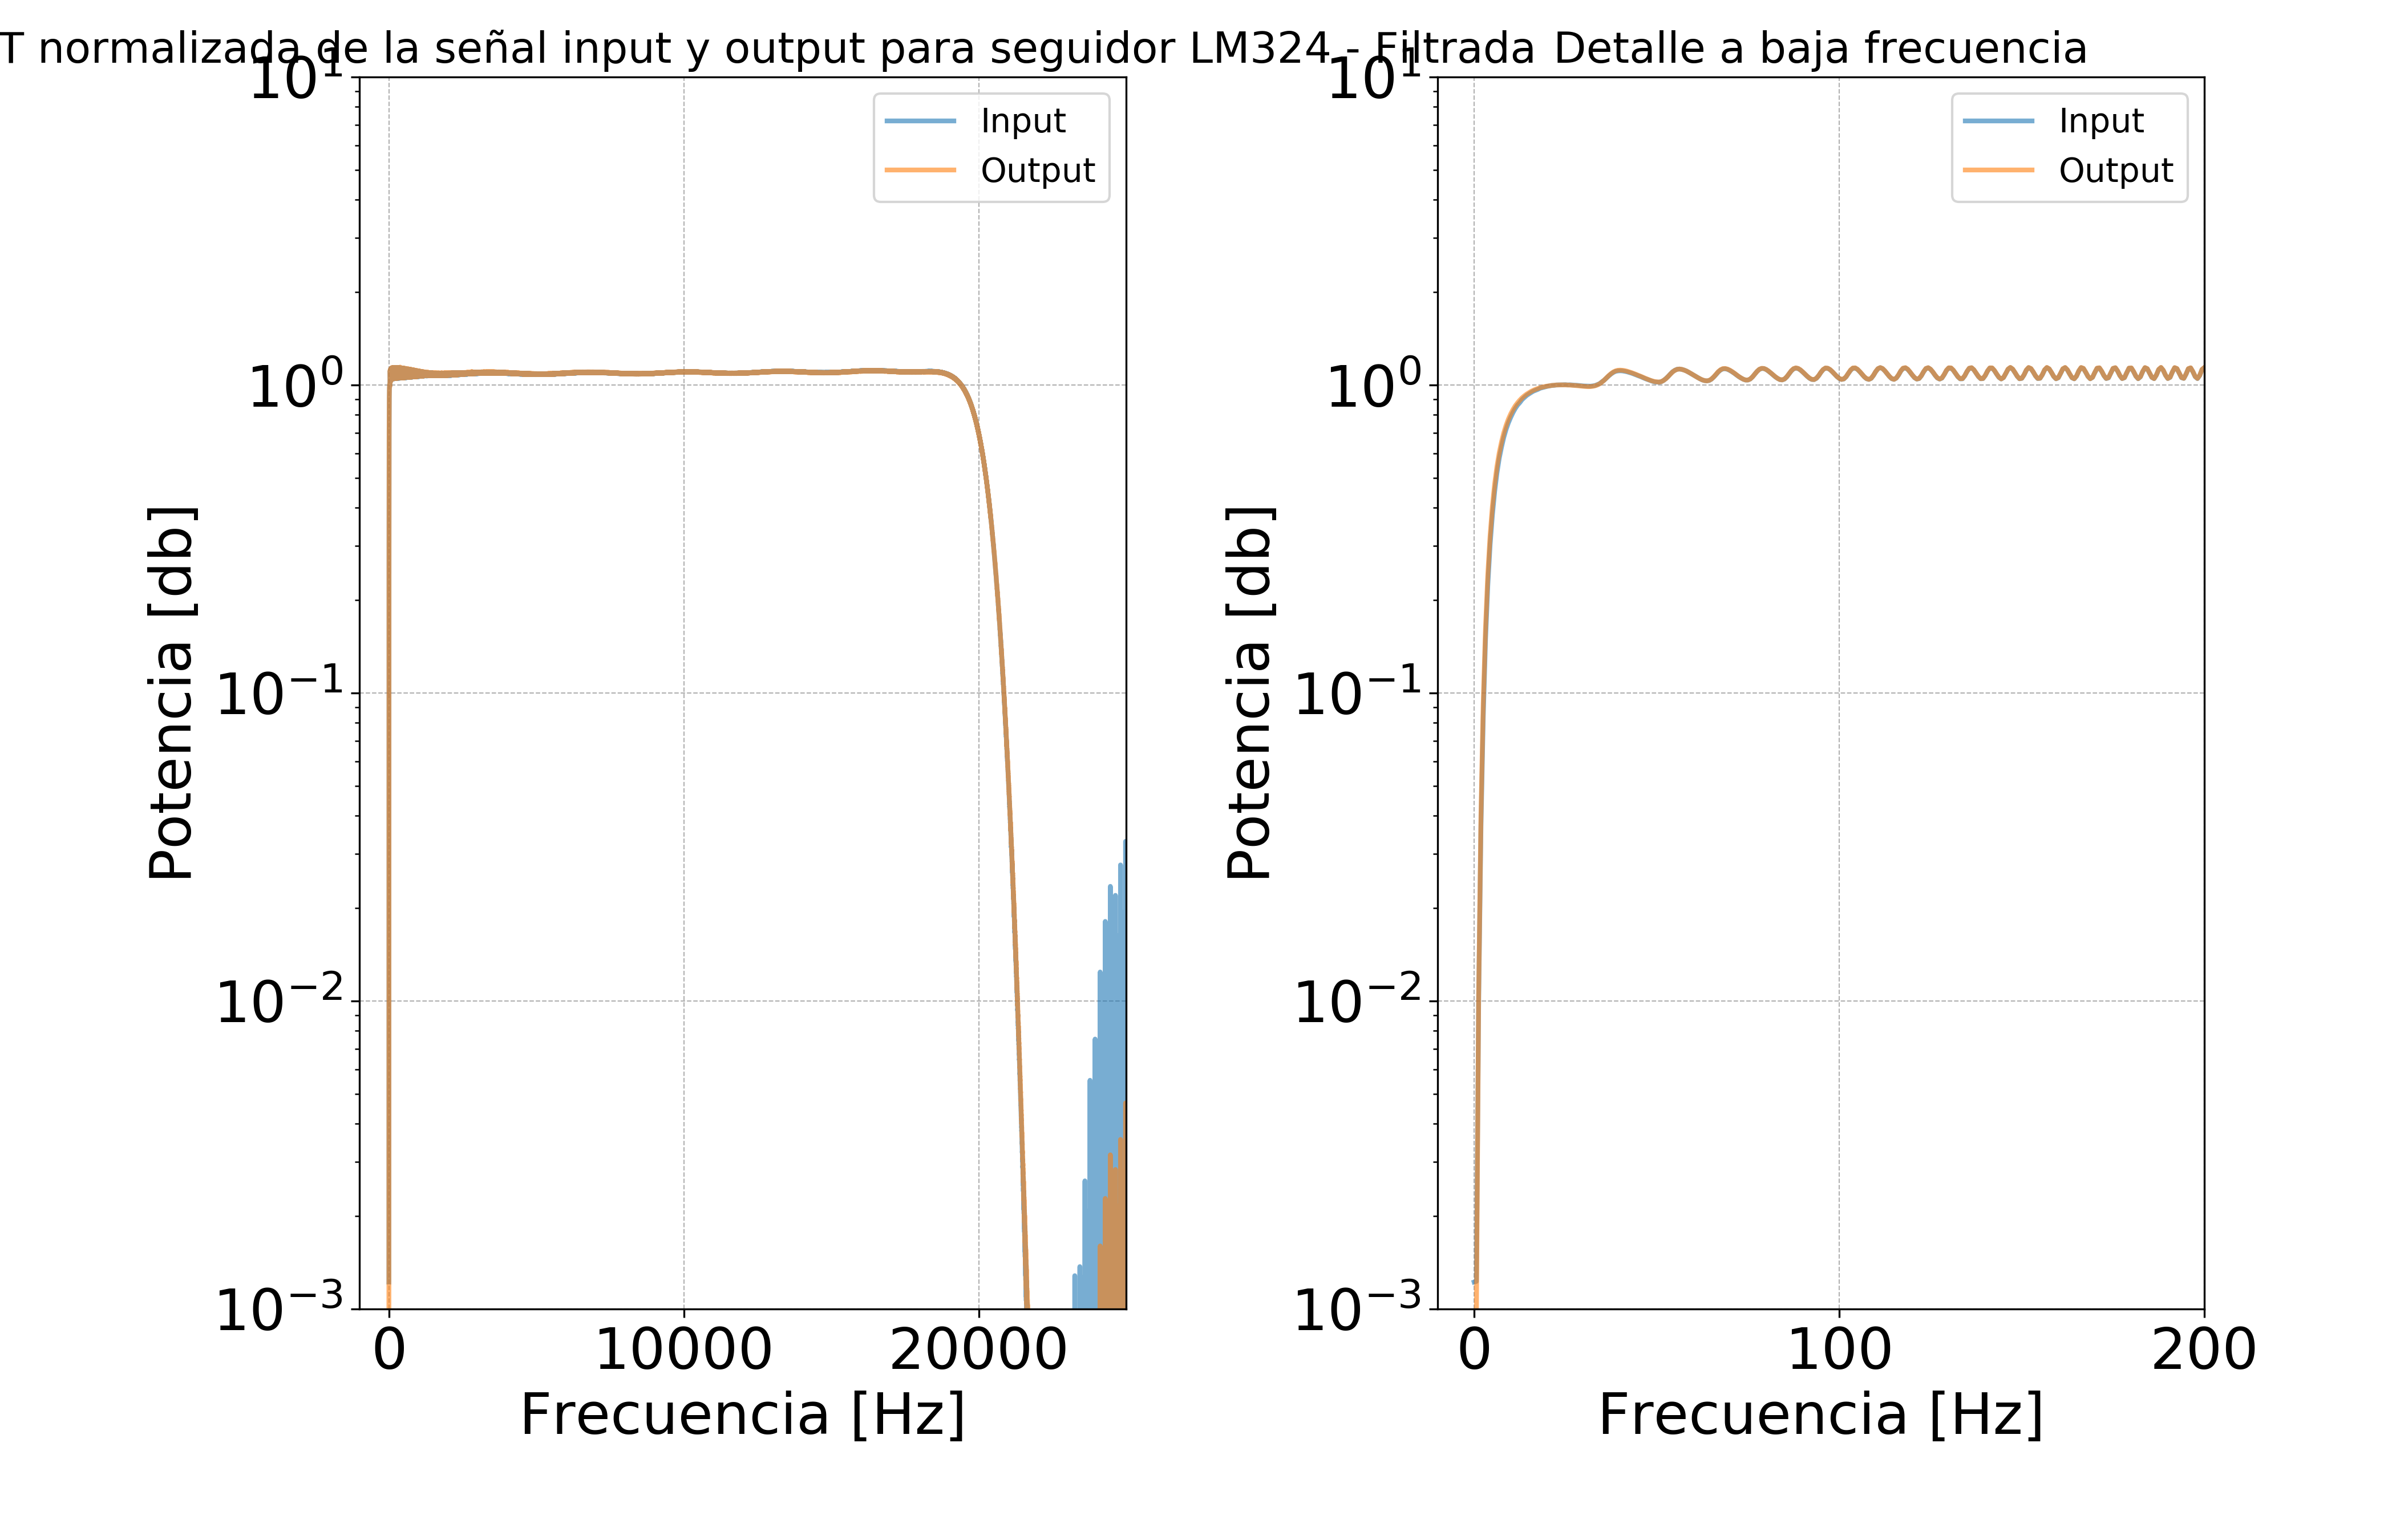 T normalizada de la señal input y output para seguidor LM324 - Filtrada
Detalle a baja frecuencia
Input
Output
10¹
10⁰
10⁻¹
10⁻²
10⁻³
Potencia [db]
0 10000 20000
Frecuencia [Hz]
Input
Output
10¹
10⁰
10⁻¹
10⁻²
10⁻³
Potencia [db]
0 100 200
Frecuencia [Hz]